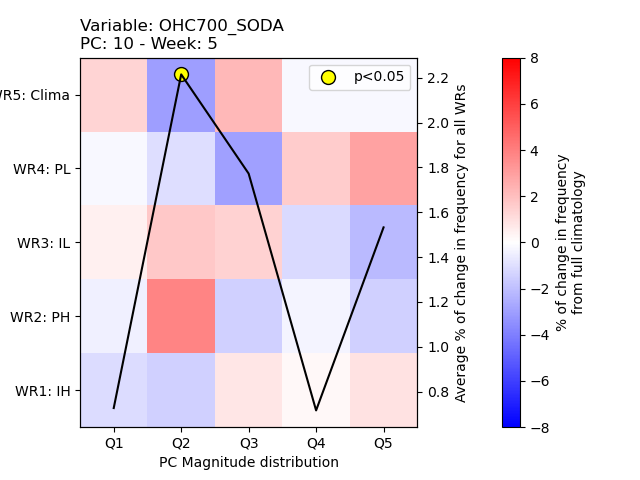 Variable: OHC700_SODA
PC: 10 - Week: 5
p<0.05
WR5: Clima
WR4: PL
WR3: IL
WR2: PH
WR1: IH
Q1 Q2 Q3 Q4 Q5
PC Magnitude distribution
2.2
2.0
1.8
1.6
1.4
1.2
1.0
0.8
Average % of change in frequency for all WRs
8
6
4
2
0
−2
−4
−6
−8
% of change in frequency
from full climatology